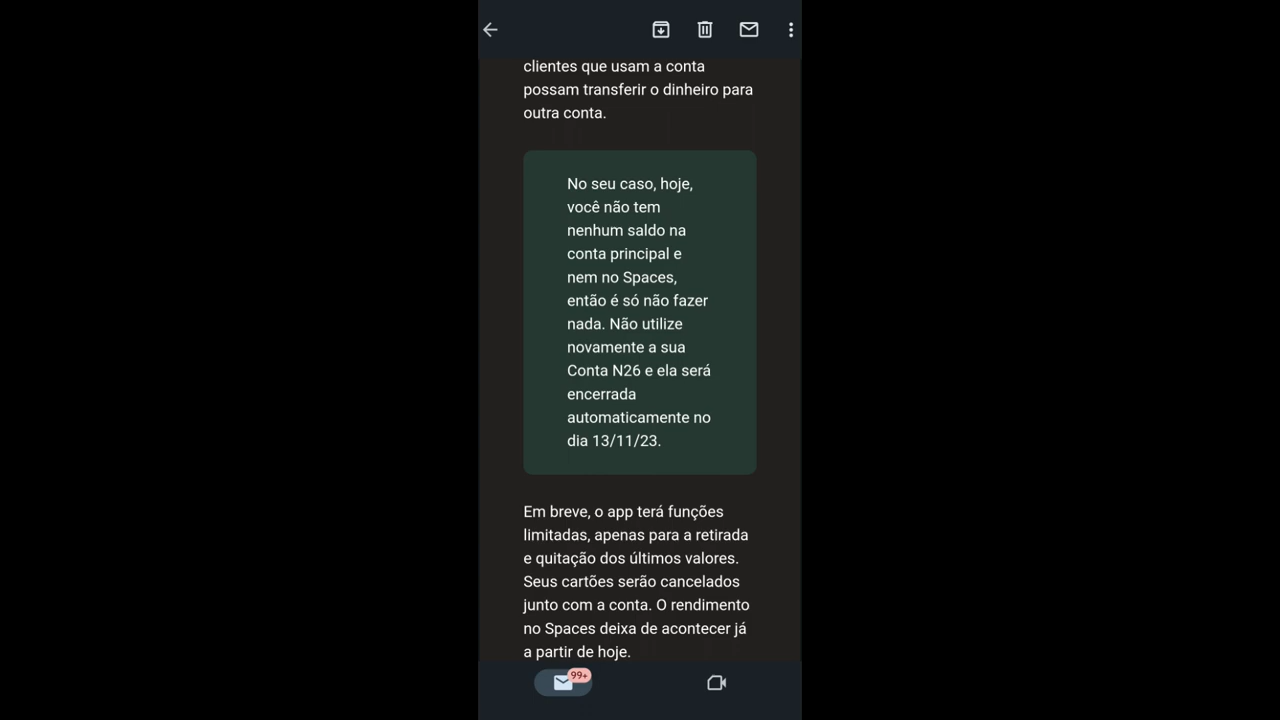 clientes que usam a conta
possam transferir o dinheiro para
outra conta.
No seu caso, hoje,
você não tem
nenhum saldo na
conta principal e
nem no Spaces,
então é só não fazer
nada. Não utilize
novamente a sua
Conta N26 e ela será
encerrada
automaticamente no
dia 13/11/23.
Em breve, o app terá funções
limitadas, apenas para a retirada
e quitação dos últimos valores.
Seus cartões serão cancelados
junto com a conta. O rendimento
no Spaces deixa de acontecer já
a partir de hoje.
99+